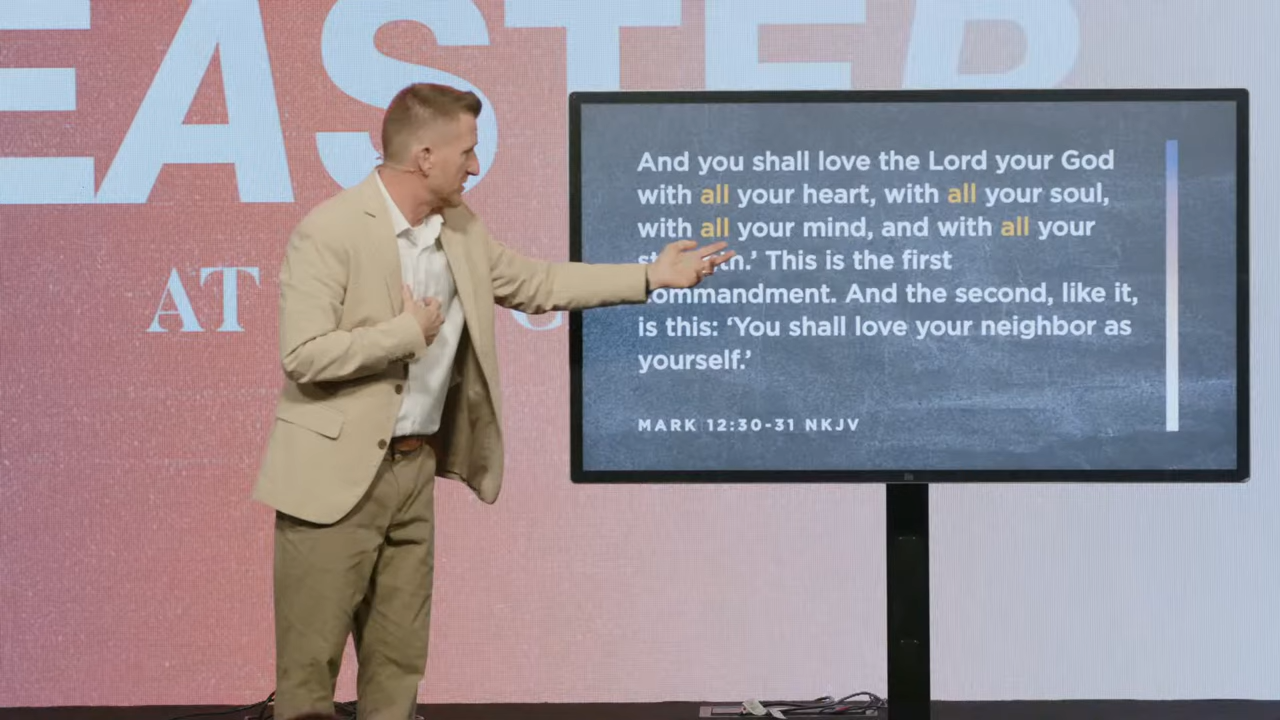 EASTER
AT
And you shall love the Lord your God
with all your heart, with all your soul,
with all your mind, and with all your
This is the first
commandment. And the second, like it,
is this: ‘You shall love your neighbor as
yourself.’
MARK 12:30-31 NKJV